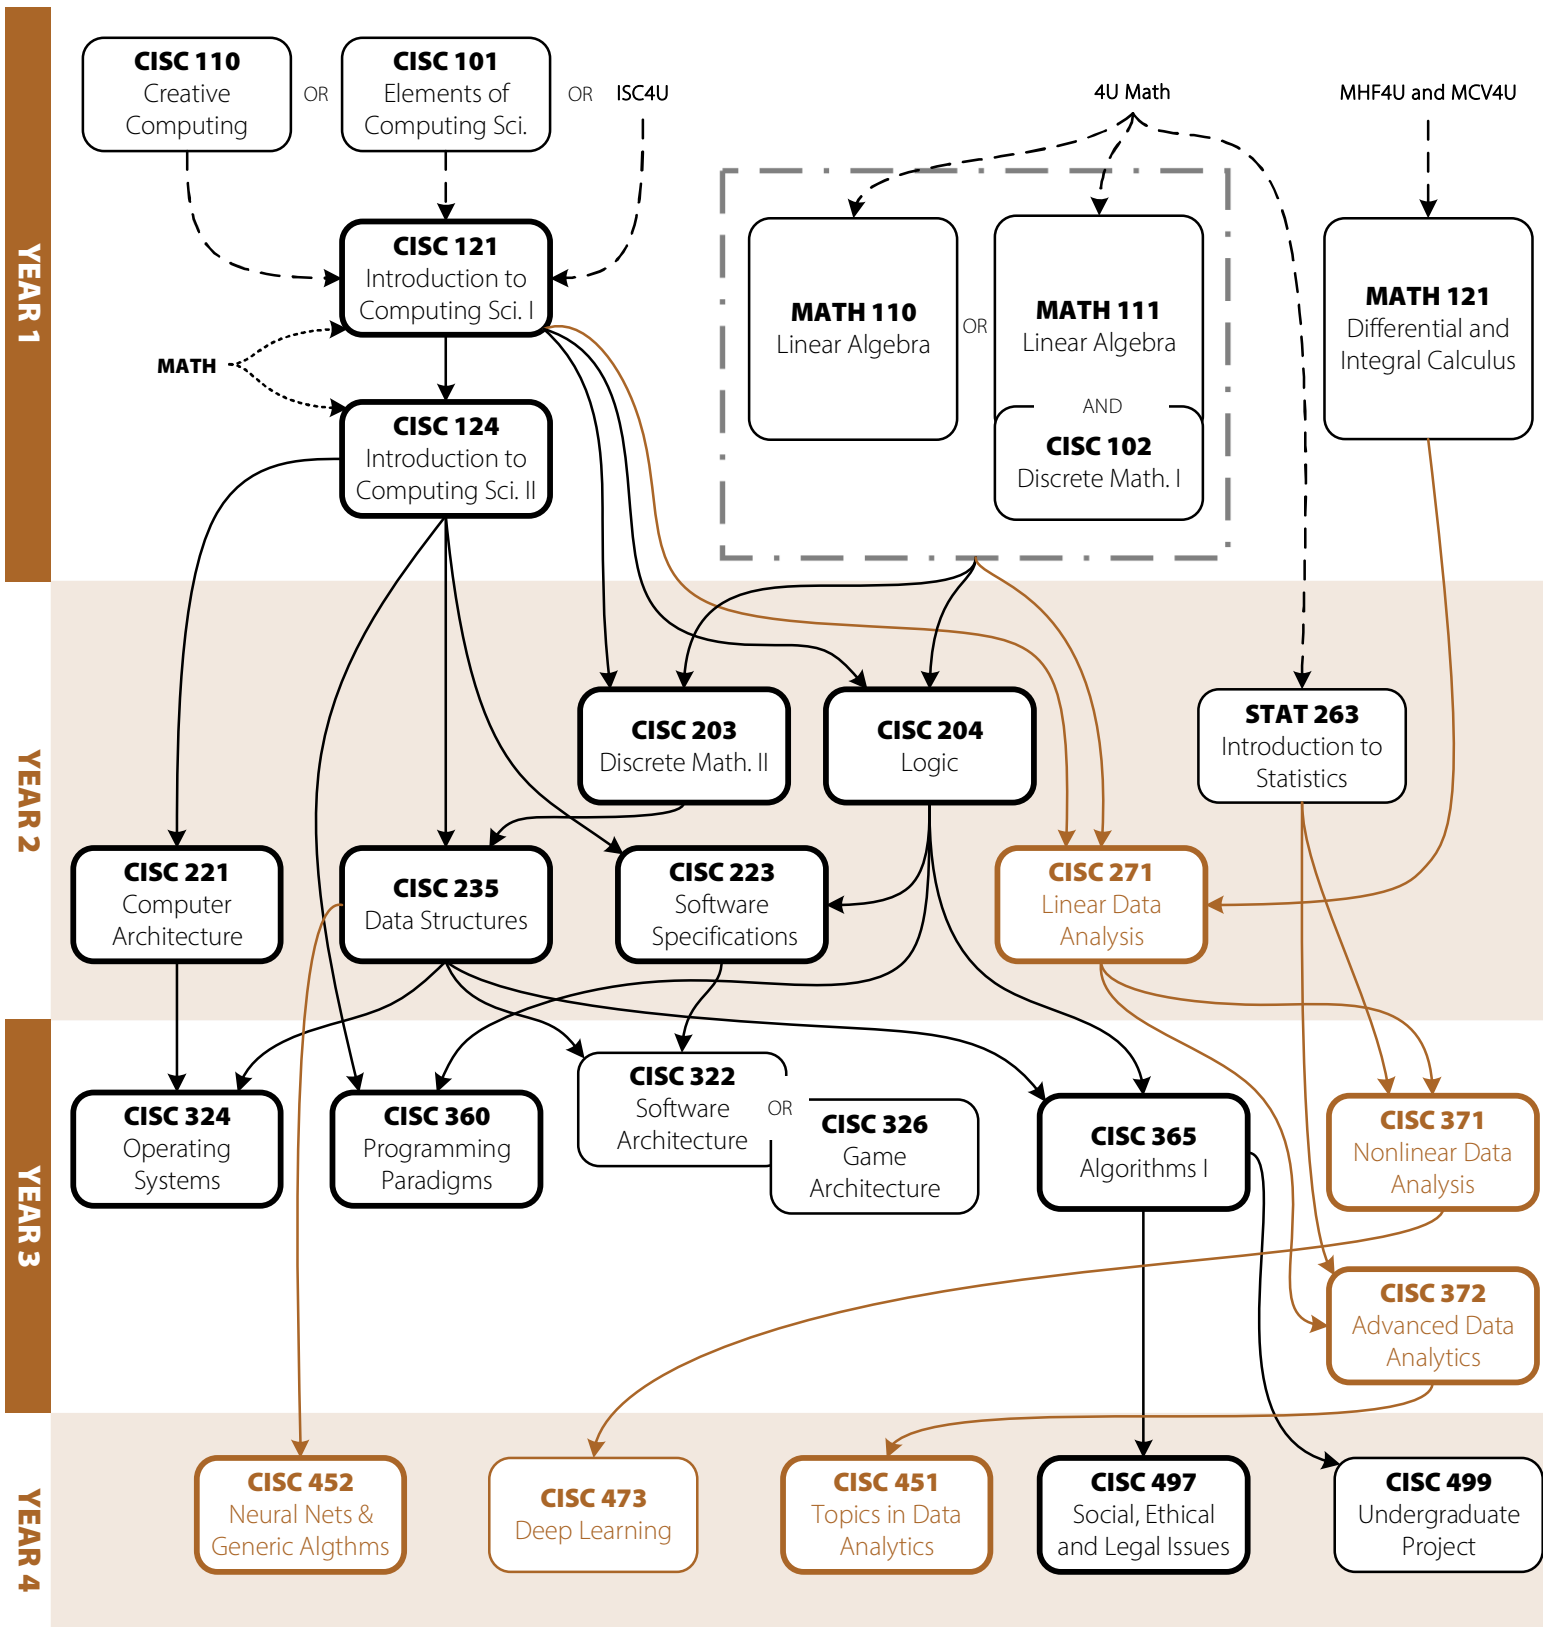 YEAR 1
CISC 110
Creative
Computing
OR
CISC 101
Elements of
Computing Sci.
OR
ISC4U
4U Math
MHF4U and MCV4U
CISC 121
Introduction to
Computing Sci. I
MATH
CISC 124
Introduction to
Computing Sci. II
MATH 110
Linear Algebra
OR
MATH 111
Linear Algebra
AND
CISC 102
Discrete Math. I
MATH 121
Differential and
Integral Calculus
YEAR 2
CISC 203
Discrete Math. II
CISC 204
Logic
STAT 263
Introduction to
Statistics
CISC 221
Computer
Architecture
CISC 235
Data Structures
CISC 223
Software
Specifications
CISC 271
Linear Data
Analysis
YEAR 3
CISC 324
Operating
Systems
CISC 360
Programming
Paradigms
CISC 322
Software
Architecture
OR
CISC 326
Game
Architecture
CISC 365
Algorithms I
CISC 371
Nonlinear Data
Analysis
CISC 372
Advanced Data
Analytics
YEAR 4
CISC 452
Neural Nets &
Generic Algthms
CISC 473
Deep Learning
CISC 451
Topics in Data
Analytics
CISC 497
Social, Ethical
and Legal Issues
CISC 499
Undergraduate
Project